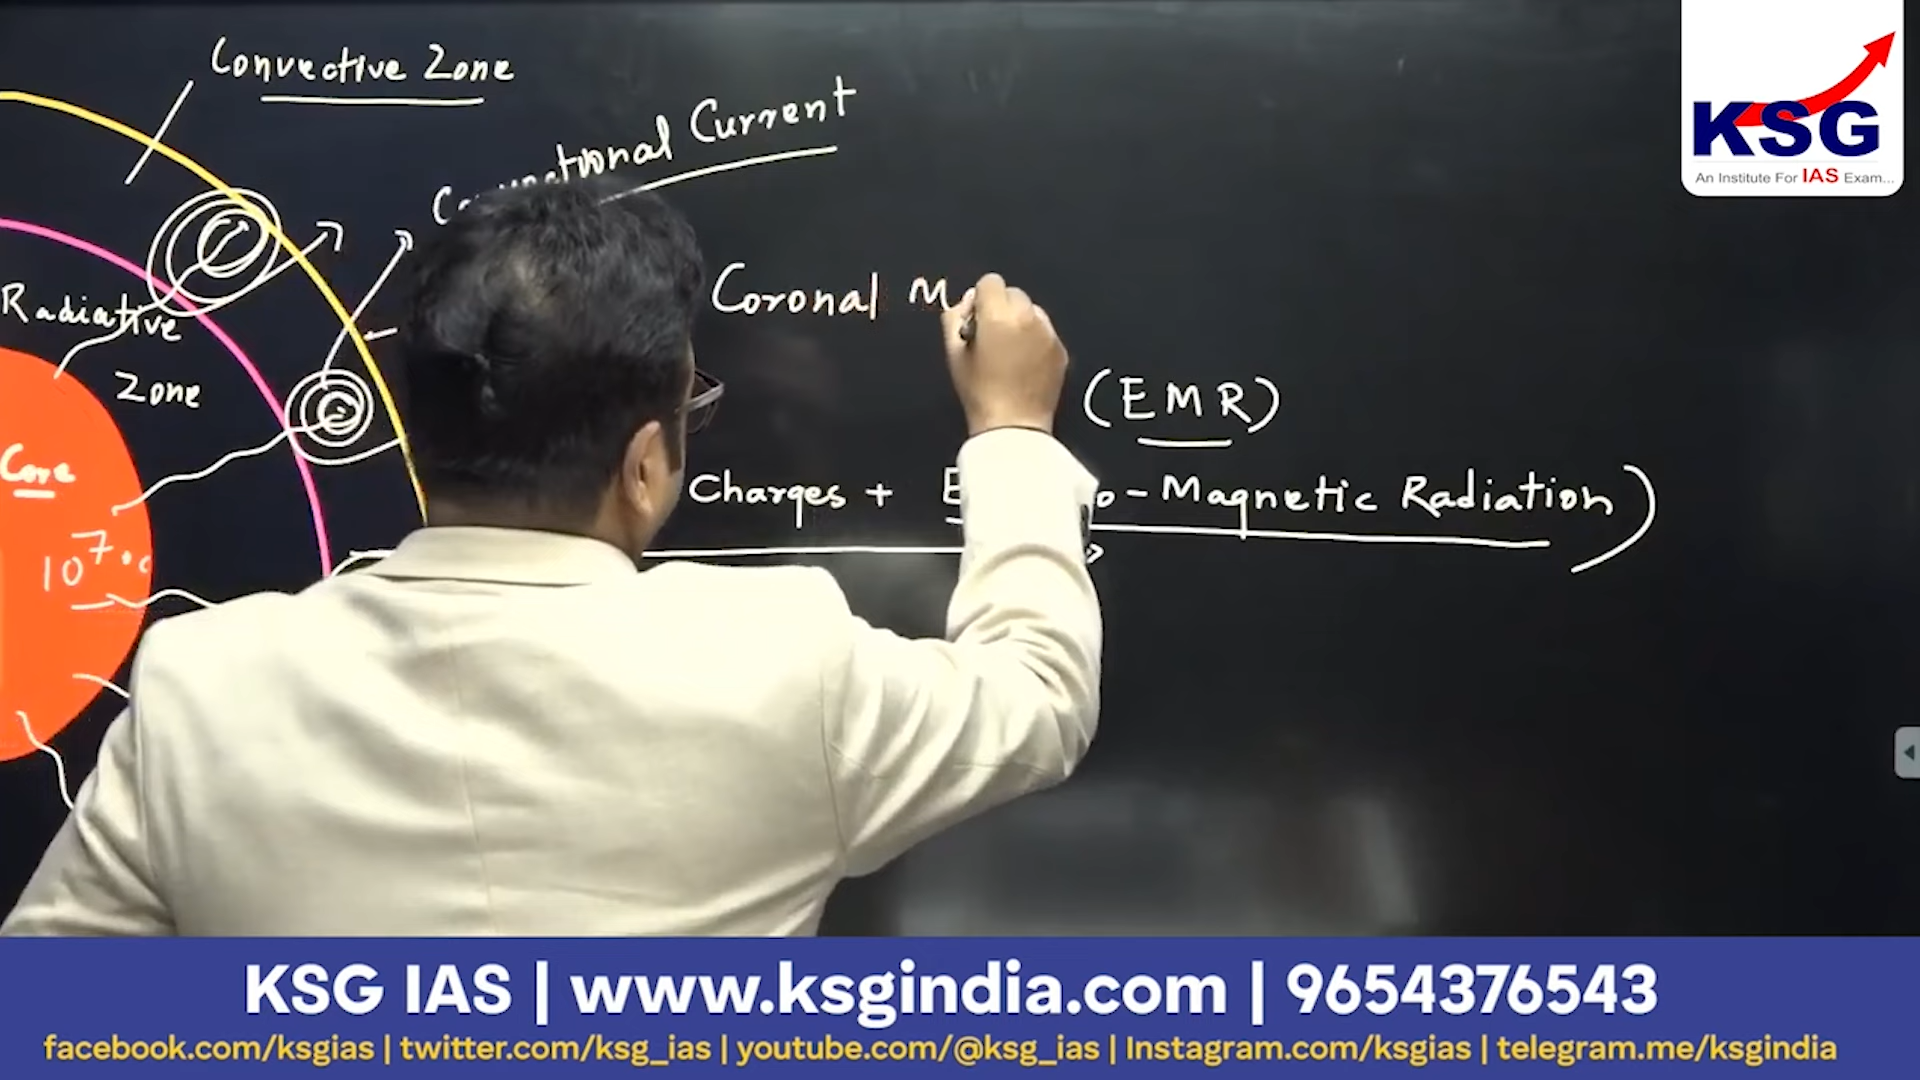 Convective Zone
Current
Radiative
Zone
Core
10⁷°C
Coronal
(EMR)
Charges +
- Magnetic Radiation)
KSG
An Institute For IAS Exam...
KSG IAS | www.ksgindia.com | 9654376543
facebook.com/ksgias | twitter.com/ksg_ias | youtube.com/@ksg_ias | Instagram.com/ksgias | telegram.me/ksgindia